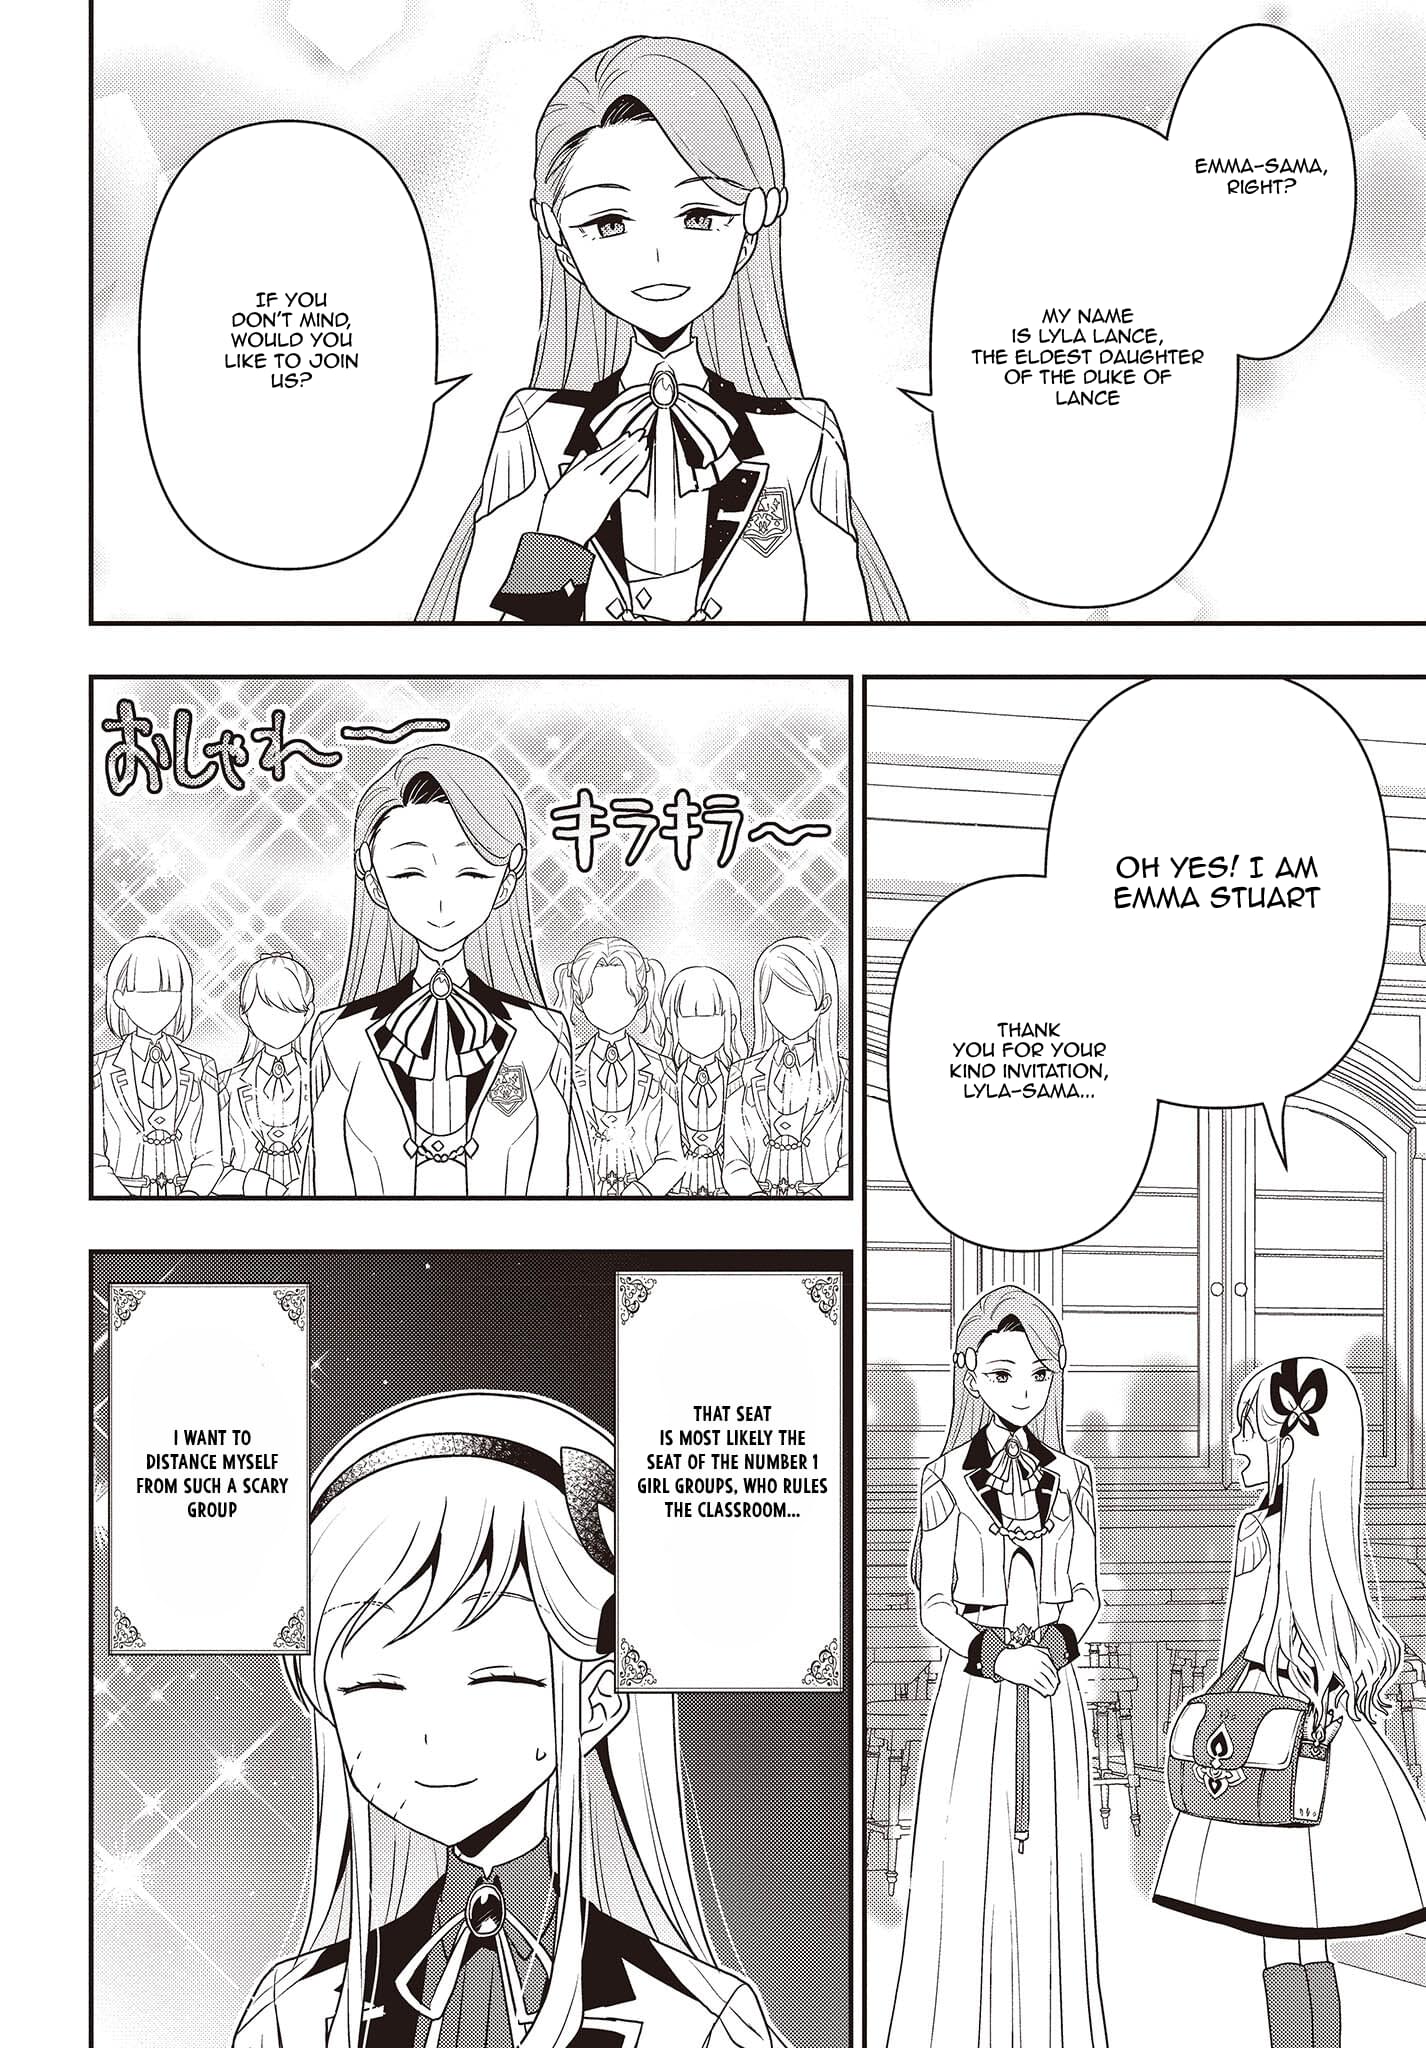 EMMA-SAMA,
RIGHT?
MY NAME
IS LYLA LANCE,
THE ELDEST DAUGHTER
OF THE DUKE OF
LANCE
IF YOU
DON'T MIND,
WOULD YOU
LIKE TO JOIN
US?
OH YES! I AM
EMMA STUART
THANK
YOU FOR YOUR
KIND INVITATION,
LYLA-SAMA...
キラキラ〜
おしゃれ〜
THAT SEAT
IS MOST LIKELY THE
SEAT OF THE NUMBER 1
GIRL GROUPS, WHO RULES
THE CLASSROOM...
I WANT TO
DISTANCE MYSELF
FROM SUCH A SCARY
GROUP